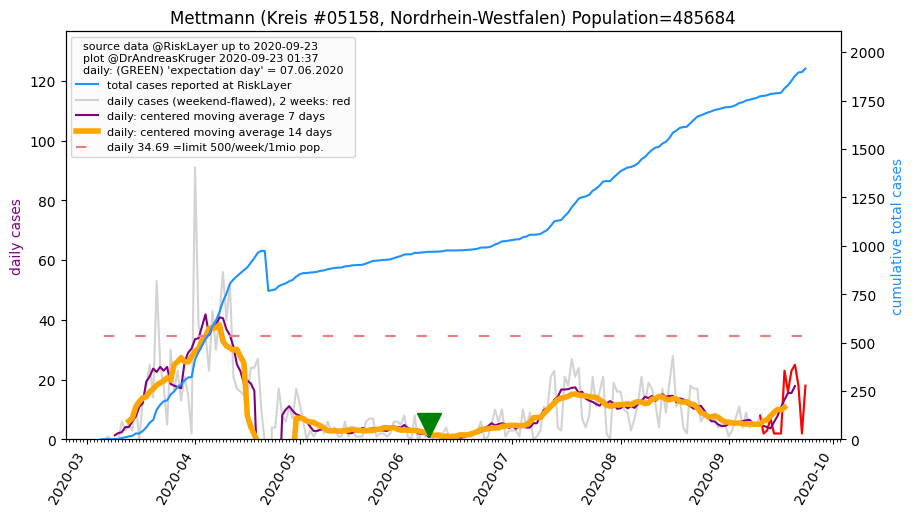 Mettmann (Kreis #05158, Nordrhein-Westfalen) Population=485684
source data @RiskLayer up to 2020-09-23
plot @DrAndreasKruger 2020-09-23 01:37
daily: (GREEN) 'expectation day' = 07.06.2020
total cases reported at RiskLayer
daily cases (weekend-flawed), 2 weeks: red
daily: centered moving average 7 days
daily: centered moving average 14 days
daily 34.69 =limit 500/week/1mio pop.
daily cases
120
100
80
60
40
20
0
cumulative total cases
2000
1750
1500
1250
1000
750
500
250
0
2020-03
2020-04
2020-05
2020-06
2020-07
2020-08
2020-09
2020-10